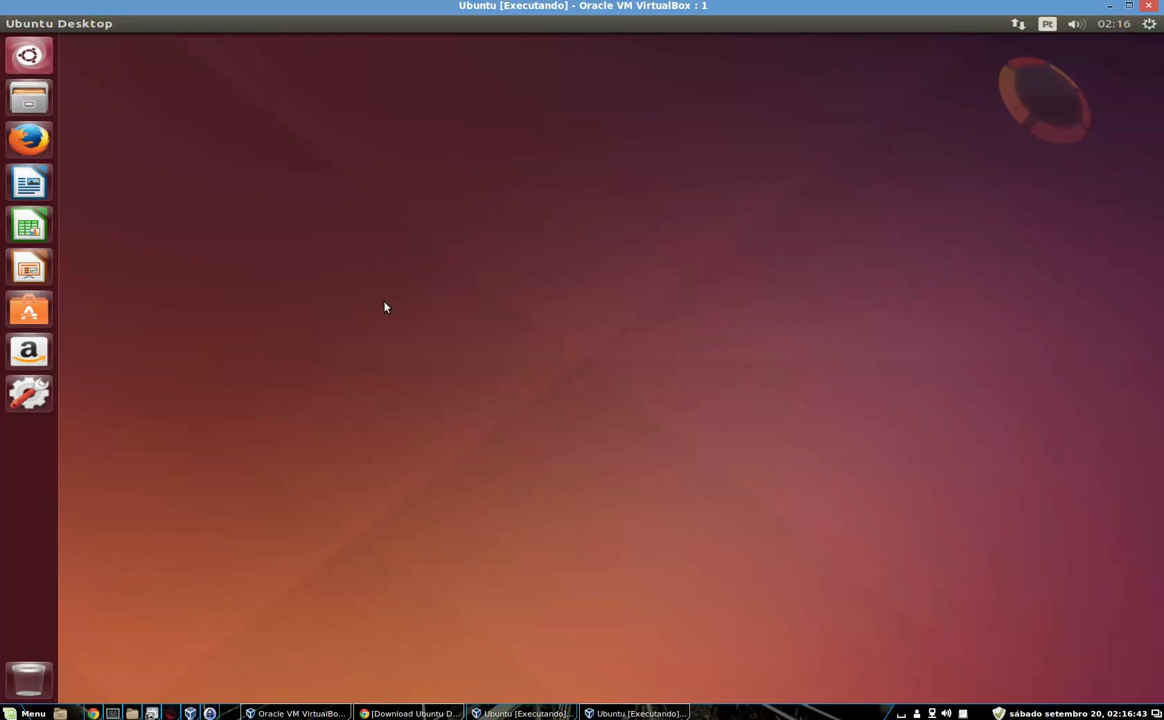 Ubuntu [Executando] - Oracle VM VirtualBox : 1
Ubuntu Desktop
Pt
02:16
a
Menu
Oracle VM VirtualBo...
[Download Ubuntu D...
Ubuntu [Executando]...
Ubuntu [Executando]...
sábado setembro 20, 02:16:43